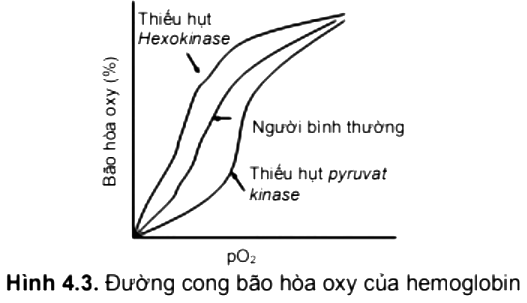 Thiếu hụt
Hexokinase
Bão hòa oxy (%)
Người bình thường
Thiếu hụt pyruvat
kinase
pO₂
Hình 4.3. Đường cong bão hòa oxy của hemoglobin